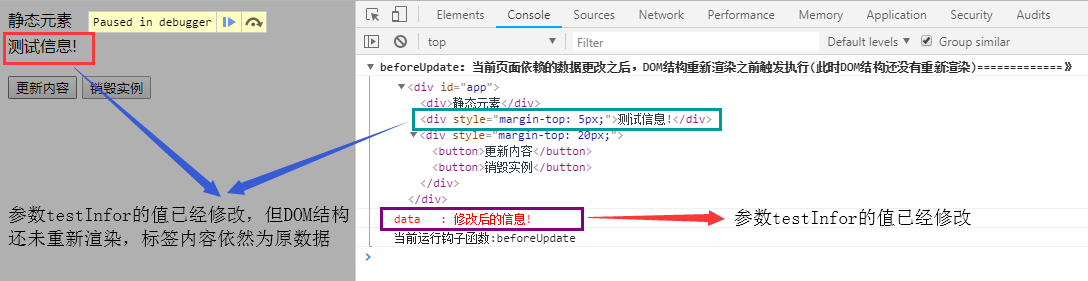 静态元素
Paused in debugger
测试信息!
更新内容 销毁实例
参数testInfor的值已经修改，但DOM结构
还未重新渲染，标签内容依然为原数据
Elements Console Sources Network Performance Memory Application Security
top Filter Default levels Group similar
beforeUpdate: 当前页面依赖的数据更改之后，DOM结构重新渲染之前触发执行(此时DOM结构还没有重新渲染)=============》
<div id="app">
<div>静态元素</div>
<div style="margin-top: 5px;">测试信息!</div>
<div style="margin-top: 20px;">
<button>更新内容</button>
<button>销毁实例</button>
</div>
</div>
data : 修改后的信息!
参数testInfor的值已经修改
当前运行钩子函数:beforeUpdate